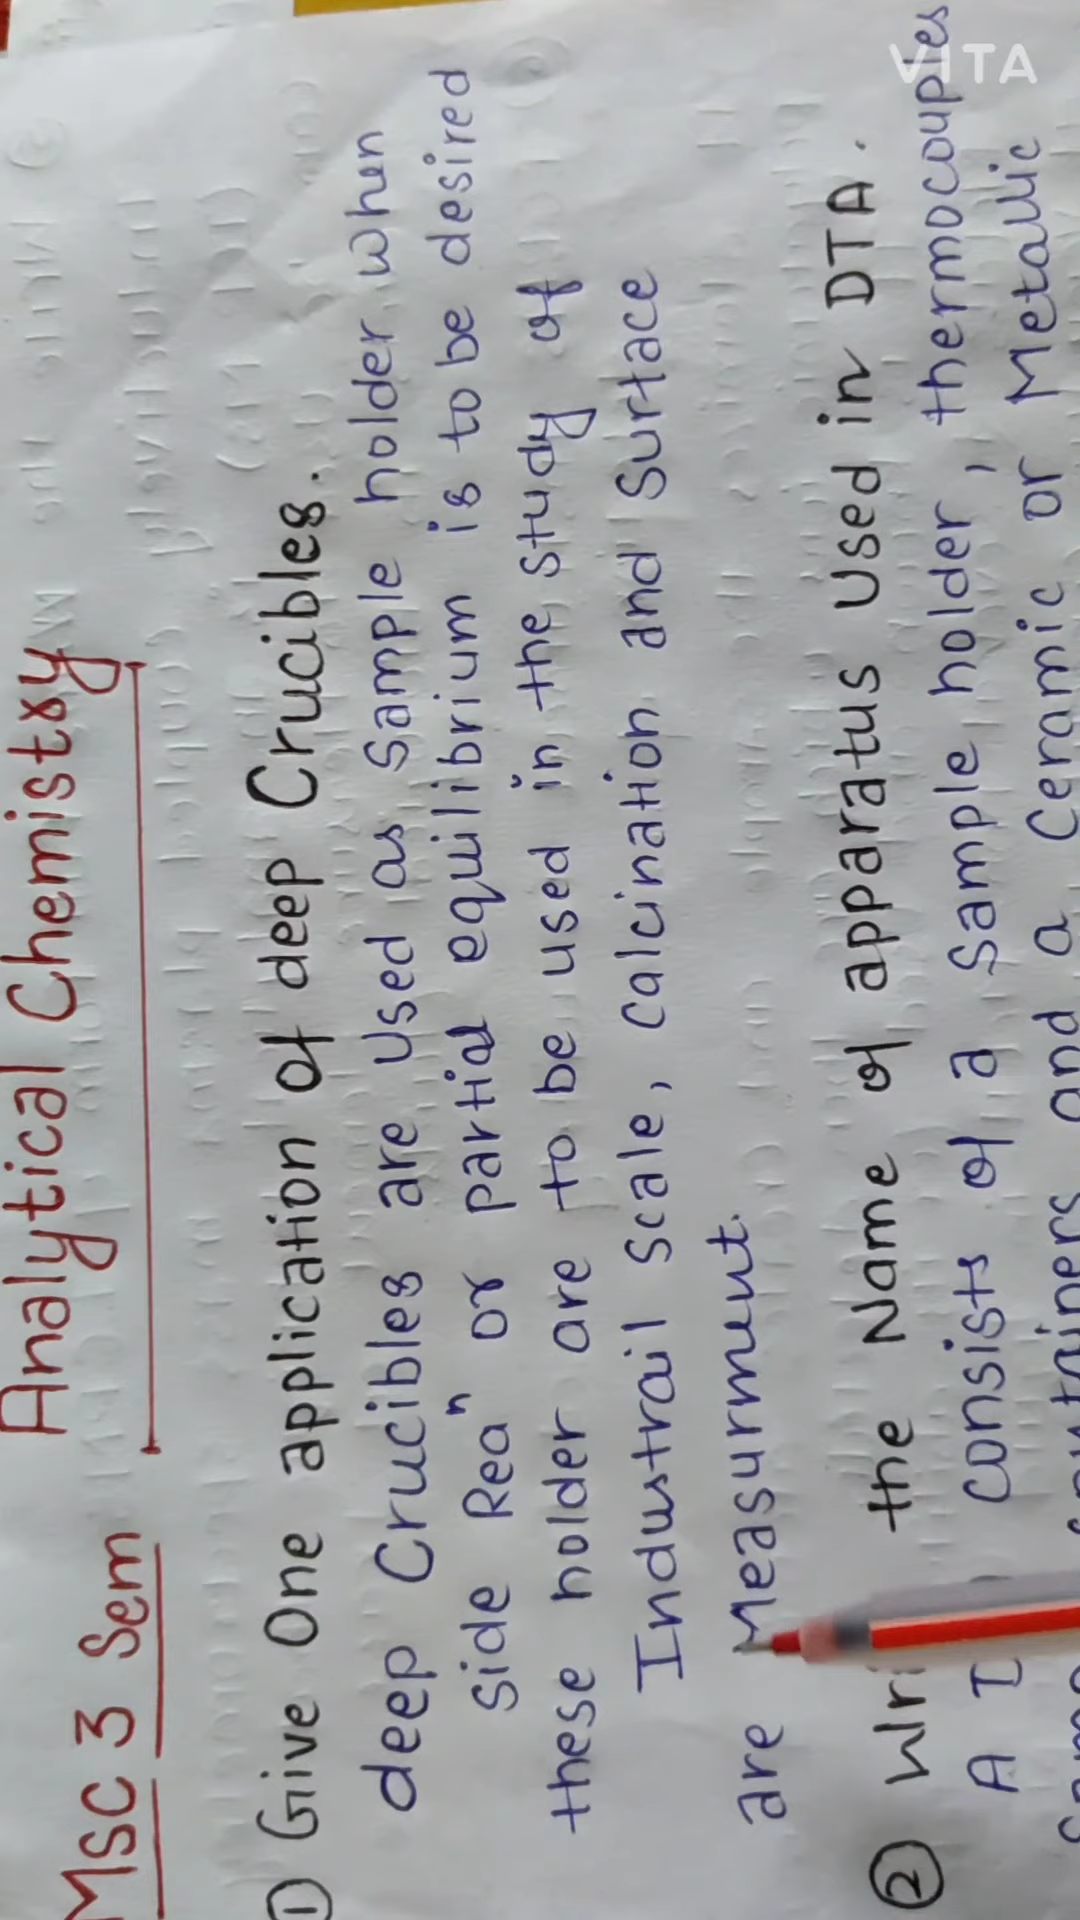 VITA
MSC 3 Sem Analytical Chemistry
① Give One application of deep Crucibles.
deep Crucibles are used as sample holder when
side Reaⁿ or partial equilibrium is to be desired
these holder are to be used in the study of
Industrail scale, calcination and surface
are Measurment.
② the Name of apparatus used in DTA.
A consists of a sample holder, thermocouples
and a Ceramic or Metallic